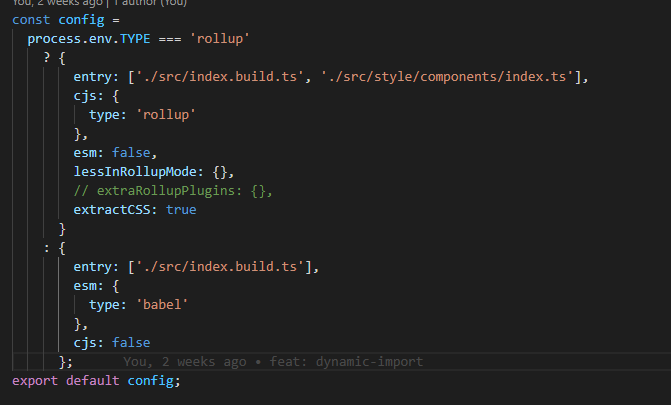 You, 2 weeks ago | 1 author (You)
const config =
  process.env.TYPE === 'rollup'
    ? {
        entry: ['./src/index.build.ts', './src/style/components/index.ts'],
        cjs: {
          type: 'rollup'
        },
        esm: false,
        lessInRollupMode: {},
        // extraRollupPlugins: {},
        extractCSS: true
      }
    : {
        entry: ['./src/index.build.ts'],
        esm: {
          type: 'babel'
        },
        cjs: false
      };      You, 2 weeks ago • feat: dynamic-import
export default config;